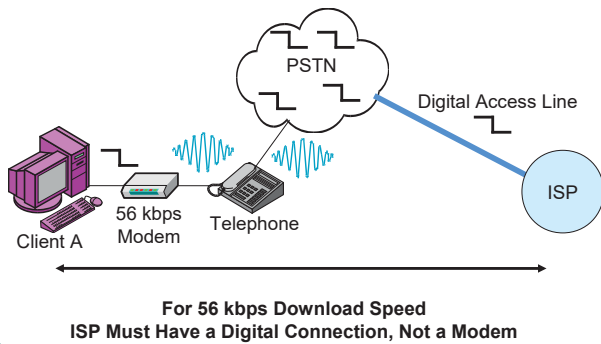 PSTN
Digital Access Line
ISP
56 kbps
Modem
Telephone
Client A
For 56 kbps Download Speed
ISP Must Have a Digital Connection, Not a Modem